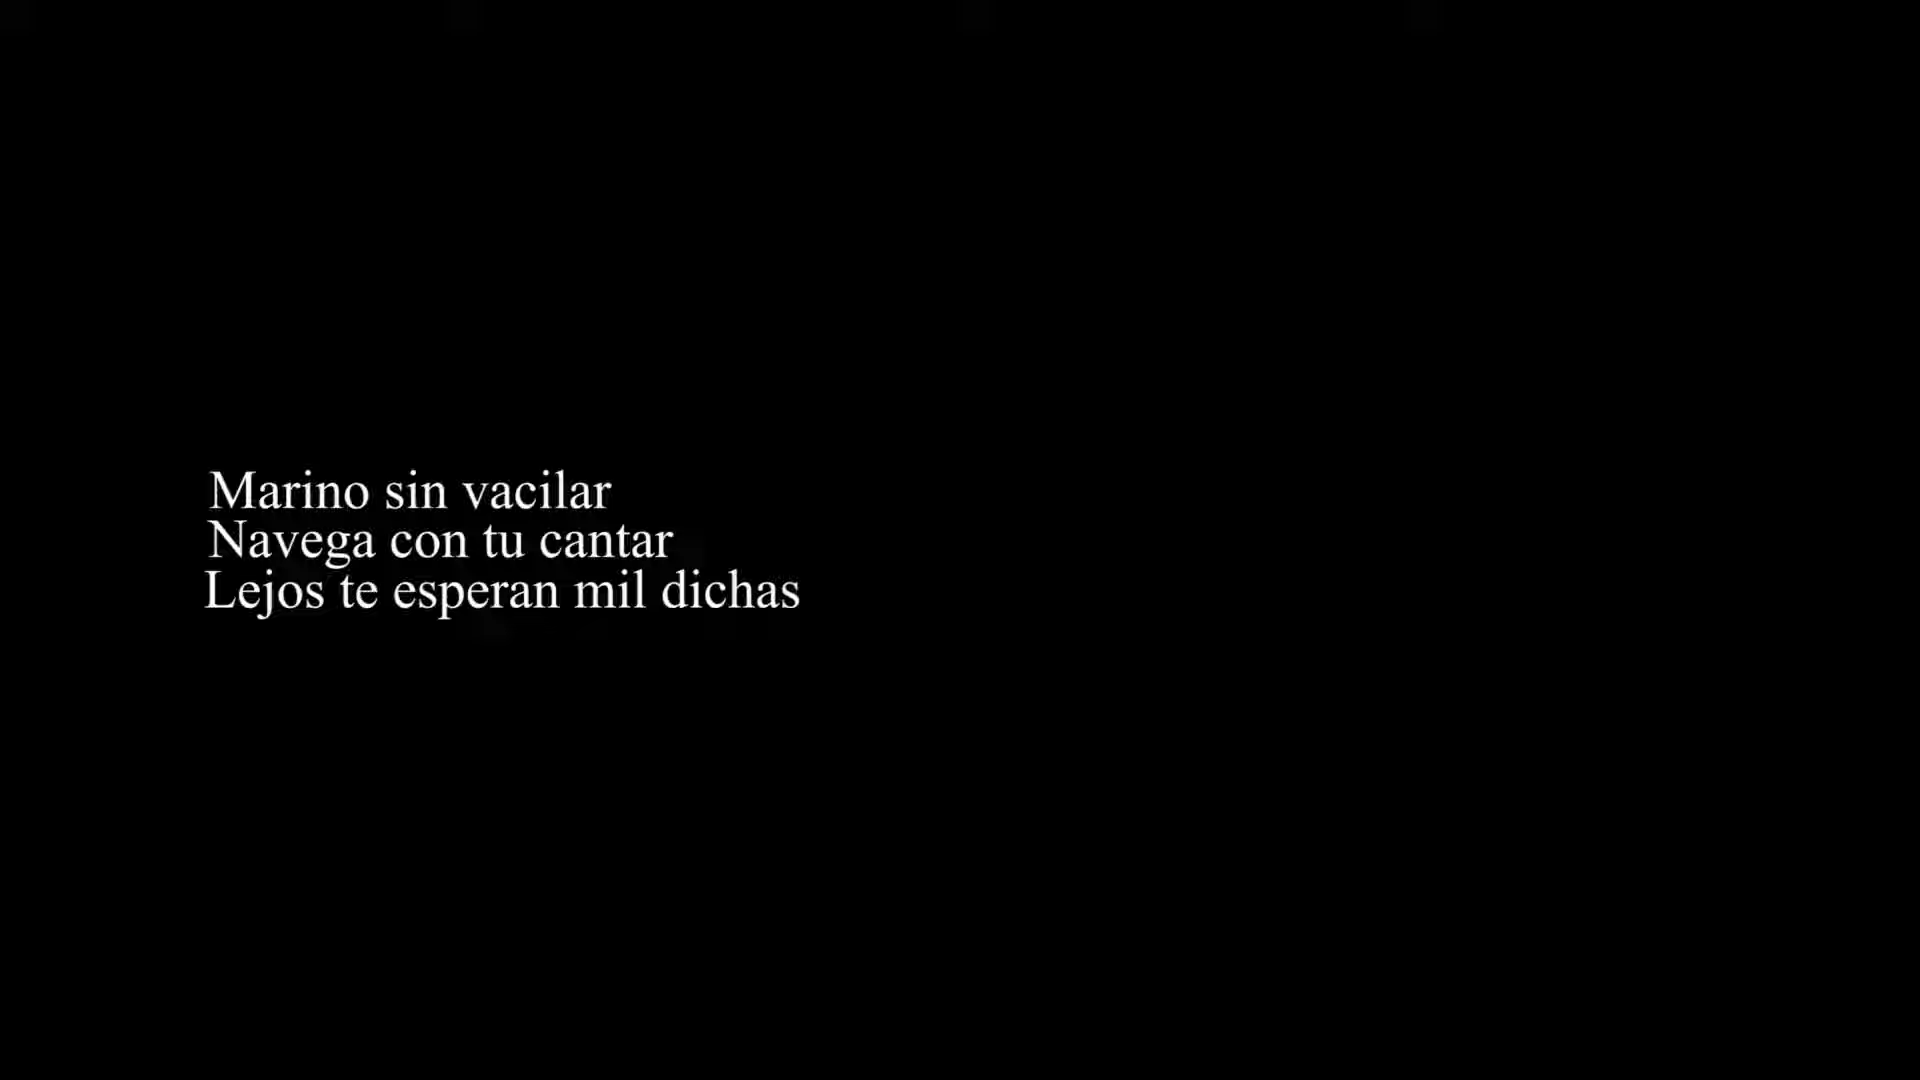 Marino sin vacilar
Navega con tu cantar
Lejos te esperan mil dichas